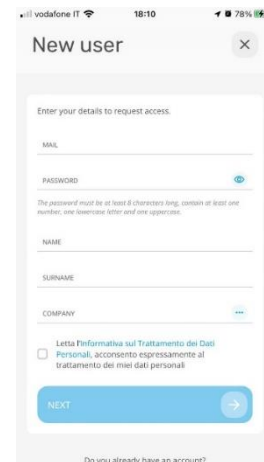 vodafone IT 18:10 78%
New user
Enter your details to request access.
MAIL
PASSWORD
The password must be at least 8 characters long, contain at least one
number, one lowercase letter and one uppercase.
NAME
SURNAME
COMPANY
Letta l'Informativa sul Trattamento dei Dati
Personali, acconsento espressamente al
trattamento dei miei dati personali
NEXT
Do you already have an account?